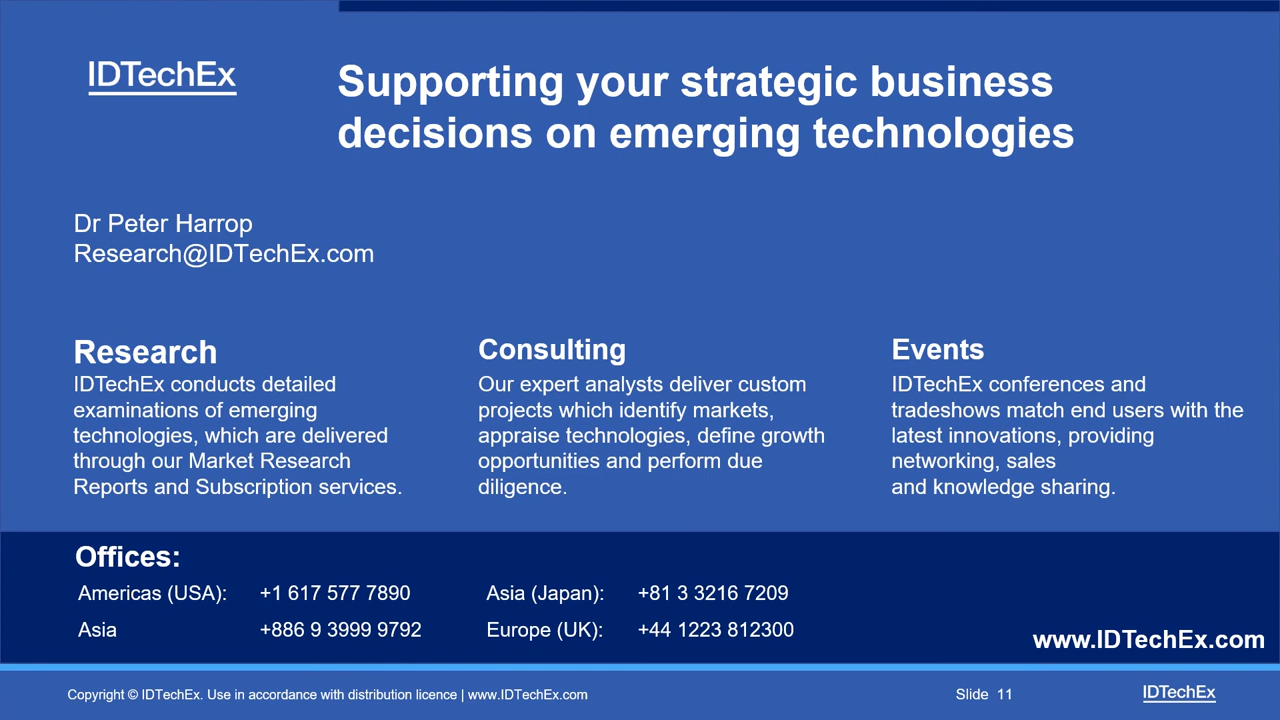 IDTechEx
Supporting your strategic business
decisions on emerging technologies
Dr Peter Harrop
Research@IDTechEx.com
Research
IDTechEx conducts detailed
examinations of emerging
technologies, which are delivered
through our Market Research
Reports and Subscription services.
Consulting
Our expert analysts deliver custom
projects which identify markets,
appraise technologies, define growth
opportunities and perform due
diligence.
Events
IDTechEx conferences and
tradeshows match end users with the
latest innovations, providing
networking, sales
and knowledge sharing.
Offices:
Americas (USA): +1 617 577 7890 Asia (Japan): +81 3 3216 7209
Asia +886 9 3999 9792 Europe (UK): +44 1223 812300
www.IDTechEx.com
Copyright © IDTechEx. Use in accordance with distribution licence | www.IDTechEx.com Slide 11 IDTechEx